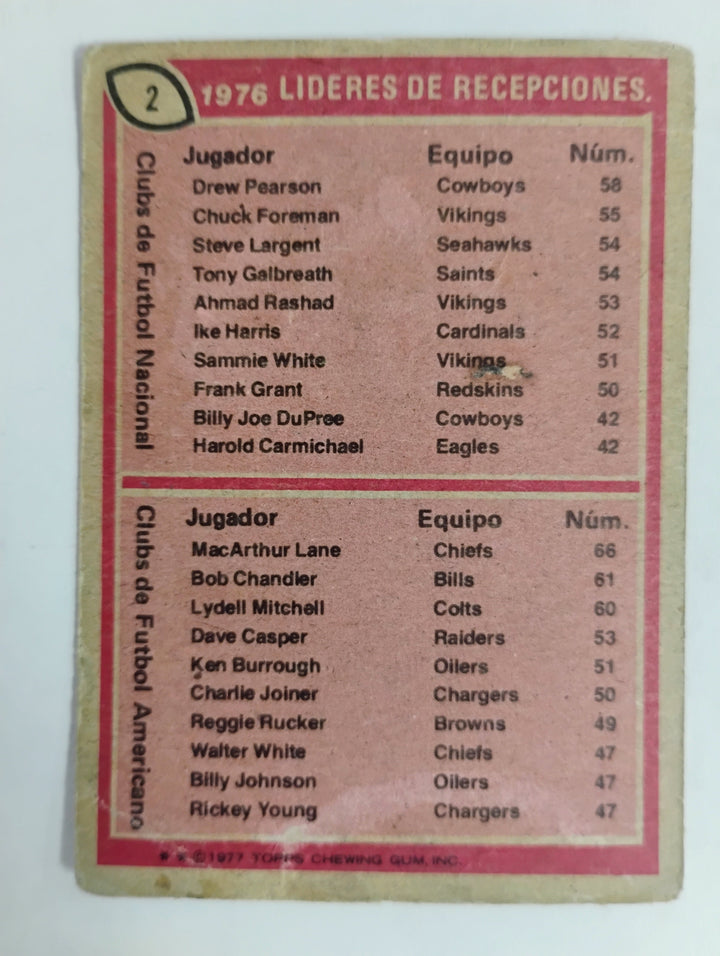 2
1976 LIDERES DE RECEPCIONES.
Clubs de Futbol Nacional
Jugador Equipo Núm.
Drew Pearson Cowboys 58
Chuck Foreman Vikings 55
Steve Largent Seahawks 54
Tony Galbreath Saints 54
Ahmad Rashad Vikings 53
Ike Harris Cardinals 52
Sammie White Vikings 51
Frank Grant Redskins 50
Billy Joe DuPree Cowboys 42
Harold Carmichael Eagles 42
Clubs de Futbol Americano
Jugador Equipo Núm.
MacArthur Lane Chiefs 66
Bob Chandler Bills 61
Lydell Mitchell Colts 60
Dave Casper Raiders 53
Ken Burrough Oilers 51
Charlie Joiner Chargers 50
Reggie Rucker Browns 49
Walter White Chiefs 47
Billy Johnson Oilers 47
Rickey Young Chargers 47
* * ©1977 TOPPS CHEWING GUM, INC.